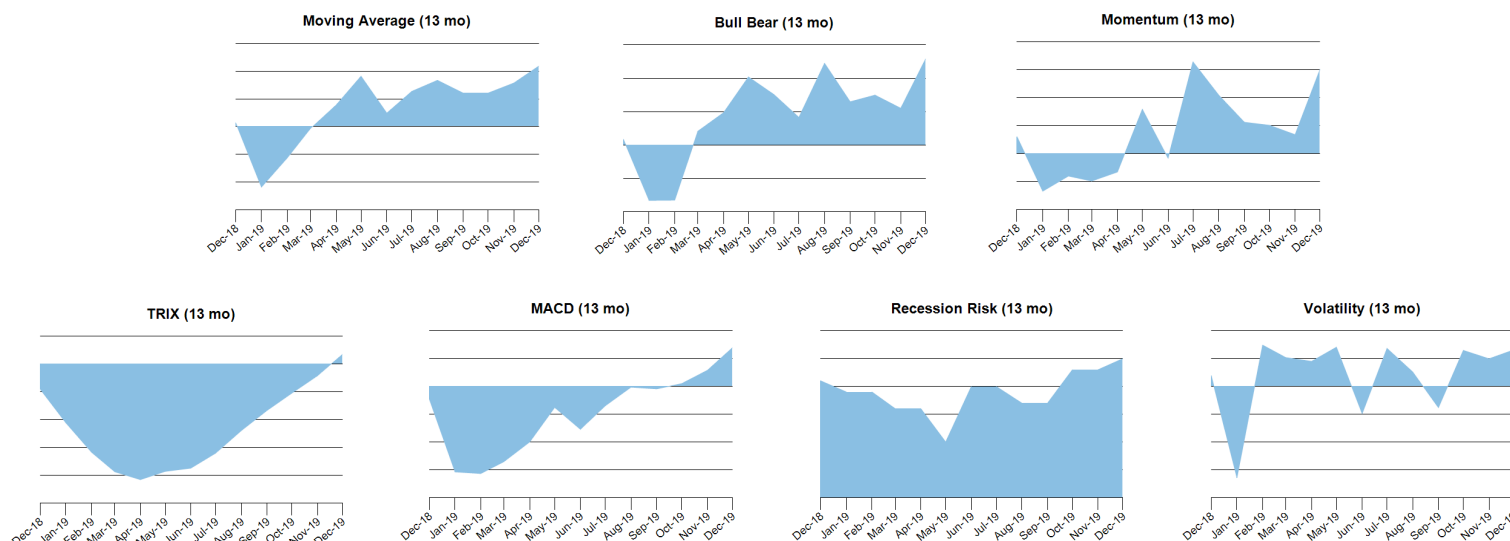 Moving Average (13 mo)
Dec-18 Jan-19 Feb-19 Mar-19 Apr-19 May-19 Jun-19 Jul-19 Aug-19 Sep-19 Oct-19 Nov-19 Dec-19
Bull Bear (13 mo)
Dec-18 Jan-19 Feb-19 Mar-19 Apr-19 May-19 Jun-19 Jul-19 Aug-19 Sep-19 Oct-19 Nov-19 Dec-19
Momentum (13 mo)
Dec-18 Jan-19 Feb-19 Mar-19 Apr-19 May-19 Jun-19 Jul-19 Aug-19 Sep-19 Oct-19 Nov-19 Dec-19
TRIX (13 mo)
Dec-18 Jan-19 Feb-19 Mar-19 Apr-19 May-19 Jun-19 Jul-19 Aug-19 Sep-19 Oct-19 Nov-19 Dec-19
MACD (13 mo)
Dec-18 Jan-19 Feb-19 Mar-19 Apr-19 May-19 Jun-19 Jul-19 Aug-19 Sep-19 Oct-19 Nov-19 Dec-19
Recession Risk (13 mo)
Dec-18 Jan-19 Feb-19 Mar-19 Apr-19 May-19 Jun-19 Jul-19 Aug-19 Sep-19 Oct-19 Nov-19 Dec-19
Volatility (13 mo)
Dec-18 Jan-19 Feb-19 Mar-19 Apr-19 May-19 Jun-19 Jul-19 Aug-19 Sep-19 Oct-19 Nov-19 Dec-19